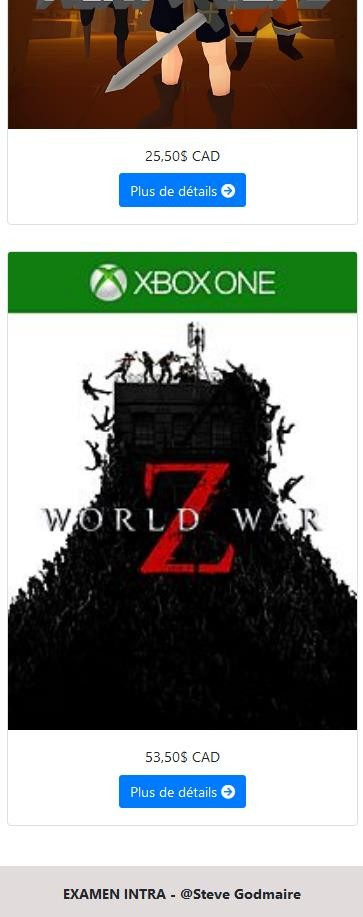 25,50$ CAD
Plus de détails
XBOX ONE
WORLD WAR
Z
53,50$ CAD
Plus de détails
EXAMEN INTRA - @Steve Godmaire